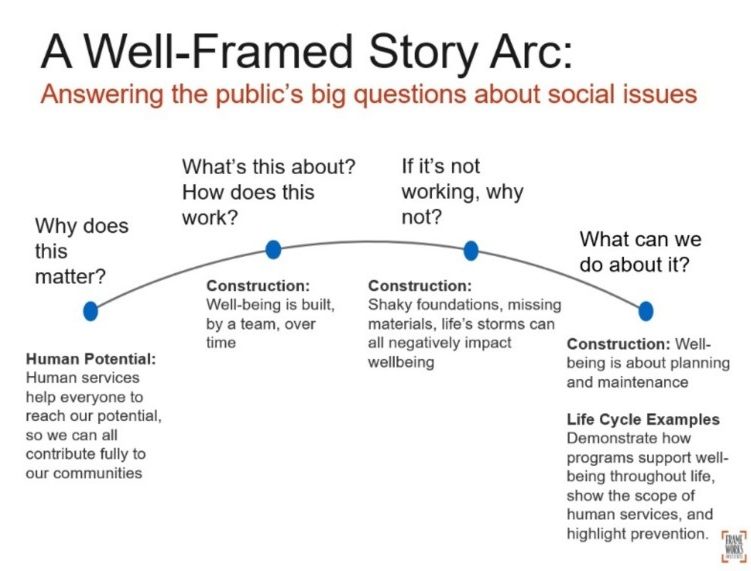 A Well-Framed Story Arc:
Answering the public's big questions about social issues
Why does
this
matter?
Human Potential:
Human services
help everyone to
reach our potential,
so we can all
contribute fully to
our communities
What's this about?
How does this
work?
Construction:
Well-being is built,
by a team, over
time
If it's not
working, why
not?
Construction:
Shaky foundations, missing
materials, life's storms can
all negatively impact
wellbeing
What can we
do about it?
Construction: Well-
being is about planning
and maintenance
Life Cycle Examples
Demonstrate how
programs support well-
being throughout life,
show the scope of
human services, and
highlight prevention.
FRAME
WORKS